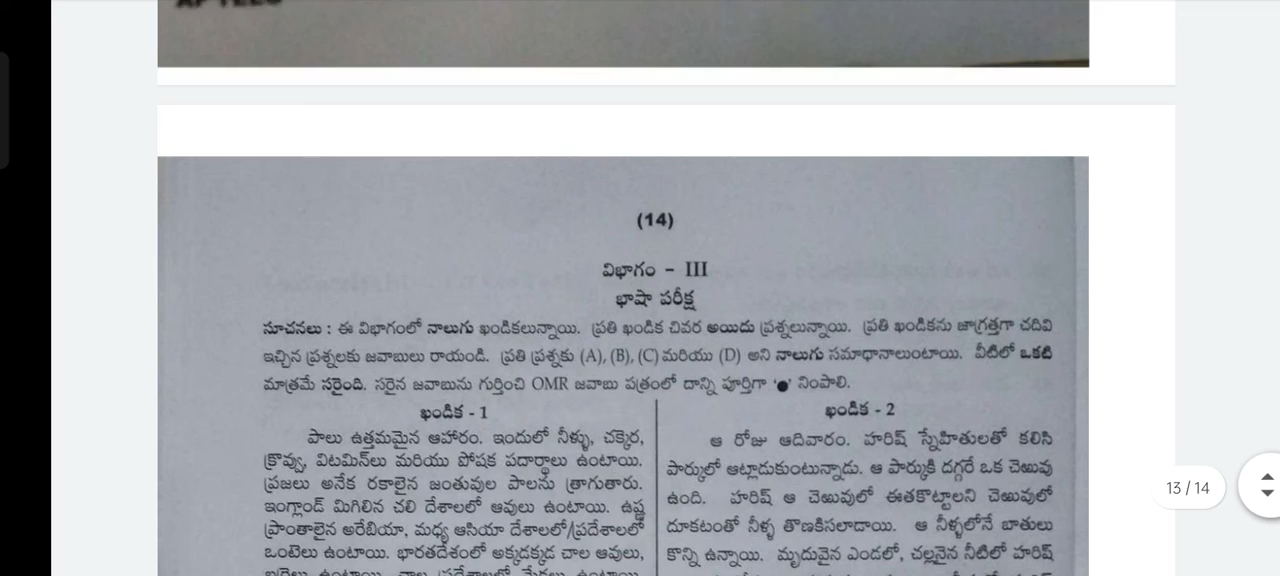 (14)
విభాగం - III
భాషా పరీక్ష
సూచనలు : ఈ విభాగంలో నాలుగు ఖండికలున్నాయి. ప్రతి ఖండిక చివర అయిదు ప్రశ్నలున్నాయి. ప్రతి ఖండికను జాగ్రత్తగా చదివి
ఇచ్చిన ప్రశ్నలకు జవాబులు రాయండి. ప్రతి ప్రశ్నకు (A), (B), (C) మరియు (D) అని నాలుగు సమాధానాలుంటాయి. వీటిలో ఒకటి
మాత్రమే సరైంది. సరైన జవాబును గుర్తించి OMR జవాబు పత్రంలో దాన్ని పూర్తిగా '●' నింపాలి.
ఖండిక - 1
పాలు ఉత్తమమైన ఆహారం. ఇందులో నీళ్ళు, చక్కెర,
క్రొవ్వు, విటమిన్‌లు మరియు పోషక పదార్థాలు ఉంటాయి.
ప్రజలు అనేక రకాలైన జంతువుల పాలను త్రాగుతారు.
ఇంగ్లాండ్ మిగిలిన చలి దేశాలలో ఆవులు ఉంటాయి. ఉష్ణ
ప్రాంతాలైన అరేబియా, మధ్య ఆసియా దేశాలలో/ప్రదేశాలలో
ఒంటెలు ఉంటాయి. భారతదేశంలో అక్కడక్కడ చాల ఆవులు,
ఖండిక - 2
ఆ రోజు ఆదివారం. హరిష్ స్నేహితులతో కలిసి
పార్కులో ఆట్లాడుకుంటున్నాడు. ఆ పార్కుకి దగ్గరే ఒక చెఱువు
ఉంది. హరిష్ ఆ చెఱువులో ఈతకొట్టాలని చెఱువులో
దూకటంతో నీళ్ళ తొణకిసలాడాయి. ఆ నీళ్ళలోనే బాతులు
కొన్ని ఉన్నాయి. మృదువైన ఎండలో, చల్లనైన నీటిలో హరిష్
13 / 14